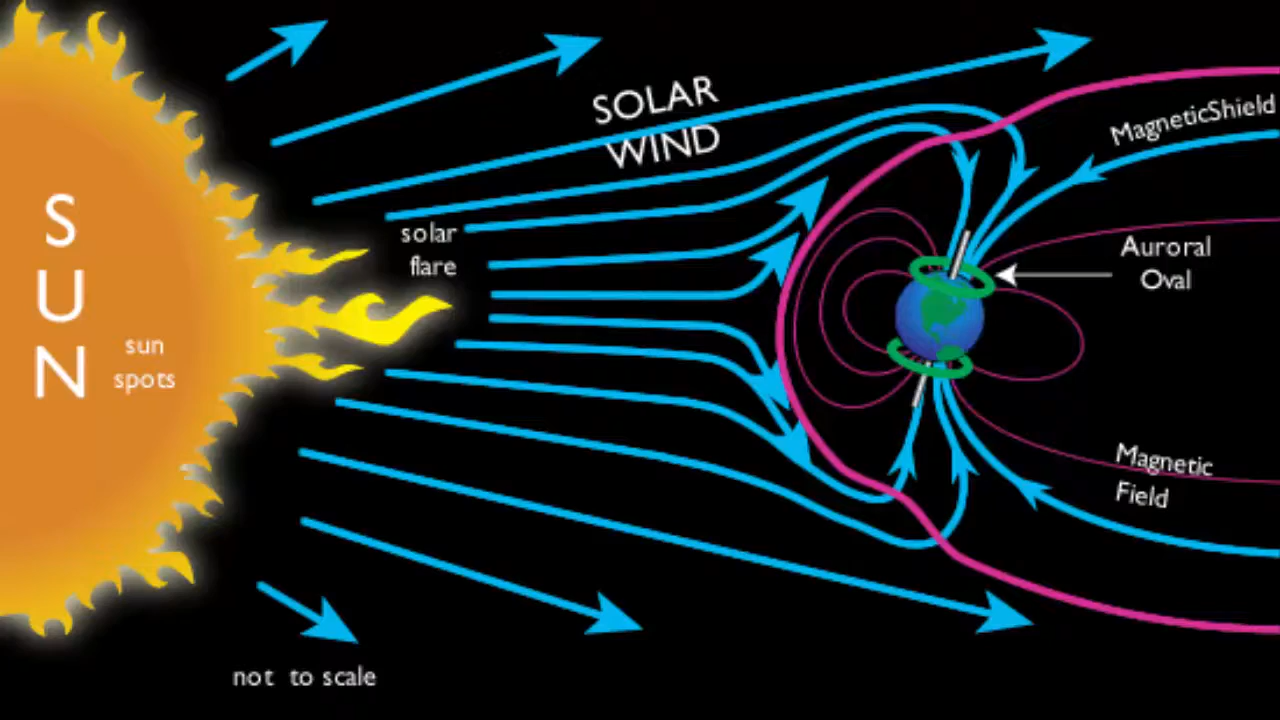 SOLAR
WIND
MagneticShield
S
U
N
solar
flare
Auroral
Oval
sun
spots
Magnetic
Field
not to scale